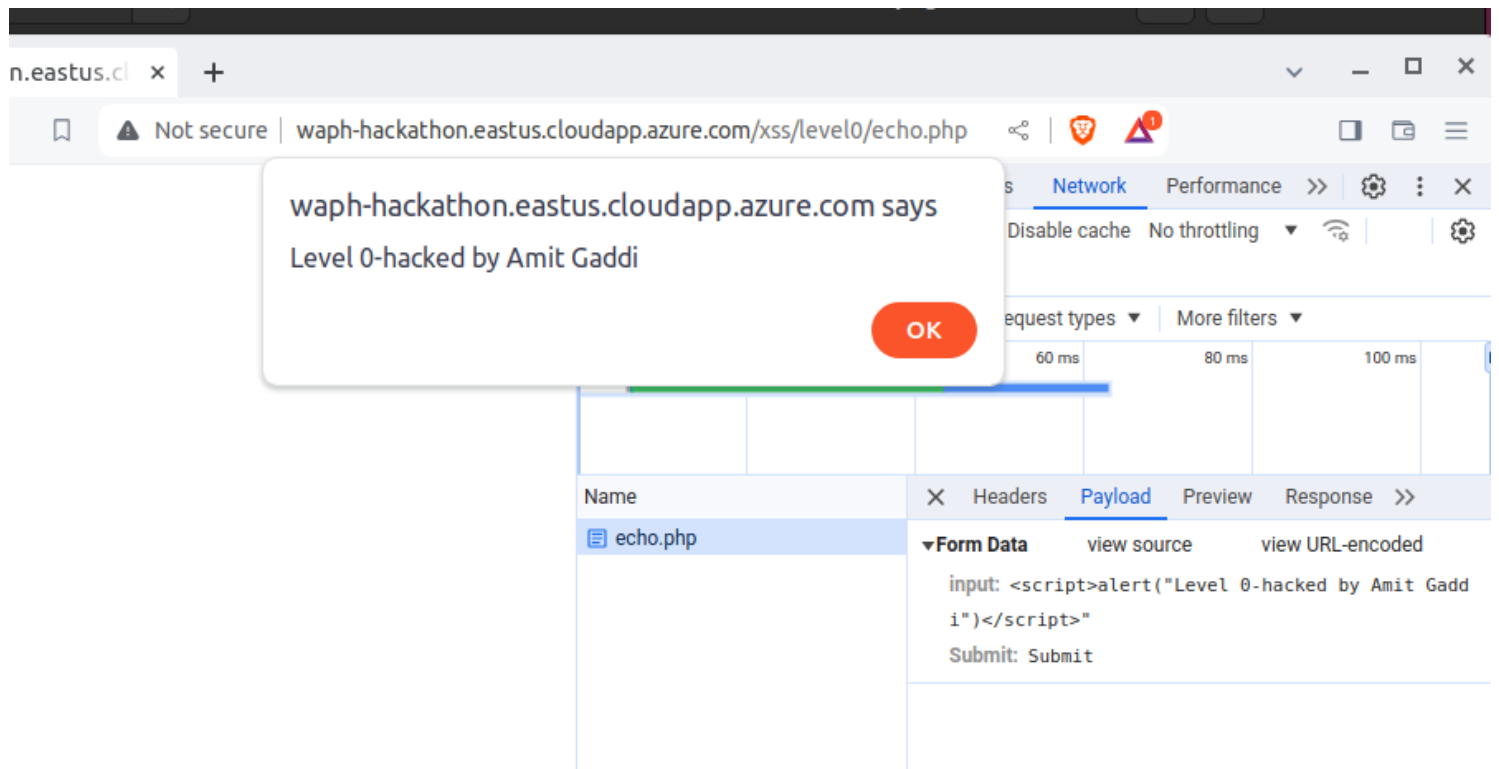 n.eastus.cl × +
Not secure | waph-hackathon.eastus.cloudapp.azure.com/xss/level0/echo.php 1
waph-hackathon.eastus.cloudapp.azure.com says
Level 0-hacked by Amit Gaddi
OK
s Network Performance >>
Disable cache No throttling
equest types More filters
60 ms 80 ms 100 ms
Name
Headers Payload Preview Response >>
echo.php
Form Data view source view URL-encoded
input: <script>alert("Level 0-hacked by Amit Gadd
i")</script>"
Submit: Submit